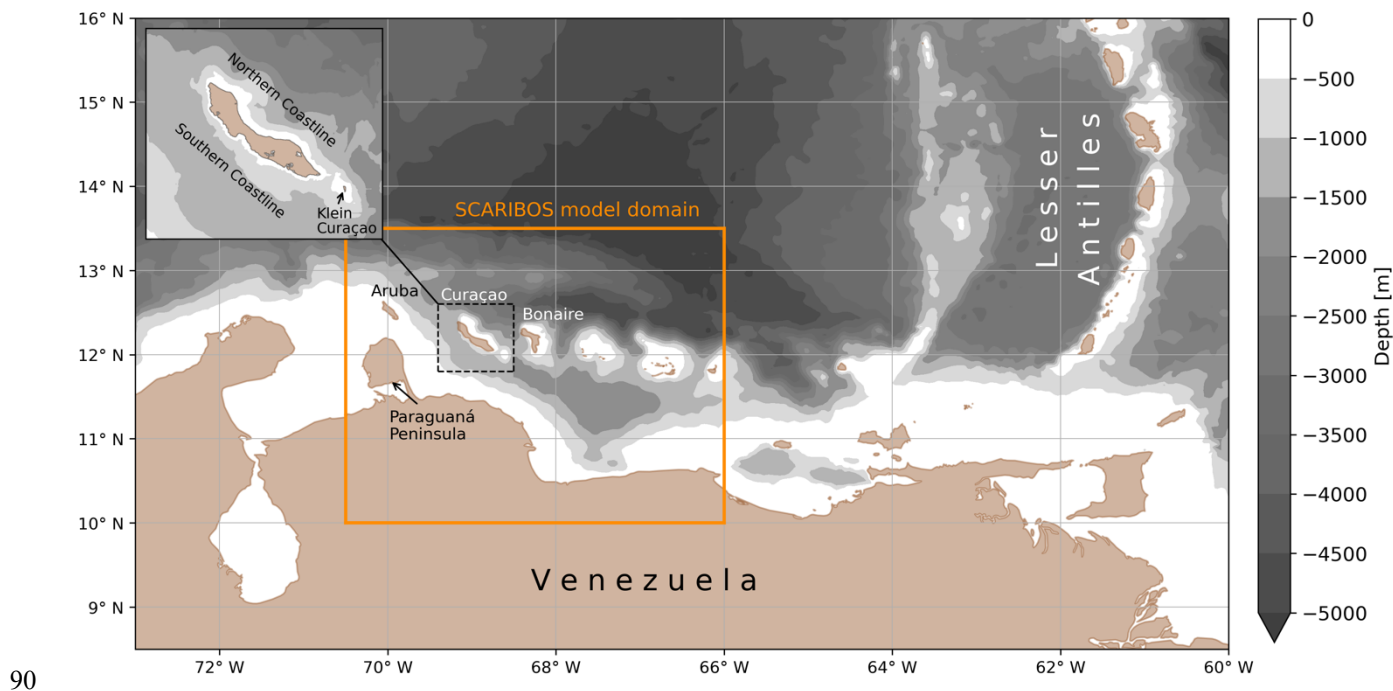 16° N
15° N
14° N
13° N
12° N
11° N
10° N
9° N
72° W
70° W
68° W
66° W
64° W
62° W
60° W
Northern Coastline
Southern Coastline
Klein
Curaçao
SCARIBOS model domain
Aruba
Curaçao
Bonaire
Paraguaná
Peninsula
Venezuela
Lesser
Antilles
0
−500
−1000
−1500
−2000
−2500
−3000
−3500
−4000
−4500
−5000
Depth [m]
90